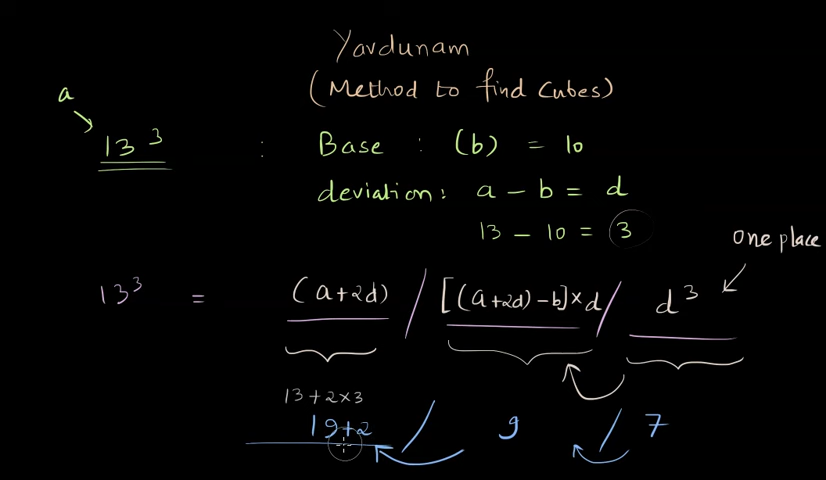 Yavdunam
(Method to find Cubes)
a
13³ : Base : (b) = 10
deviation: a - b = d
13 - 10 = 3
One place
13³ = (a+2d) / [(a+2d)-b]×d / d³
13+2×3
19+2 / 9 / 7